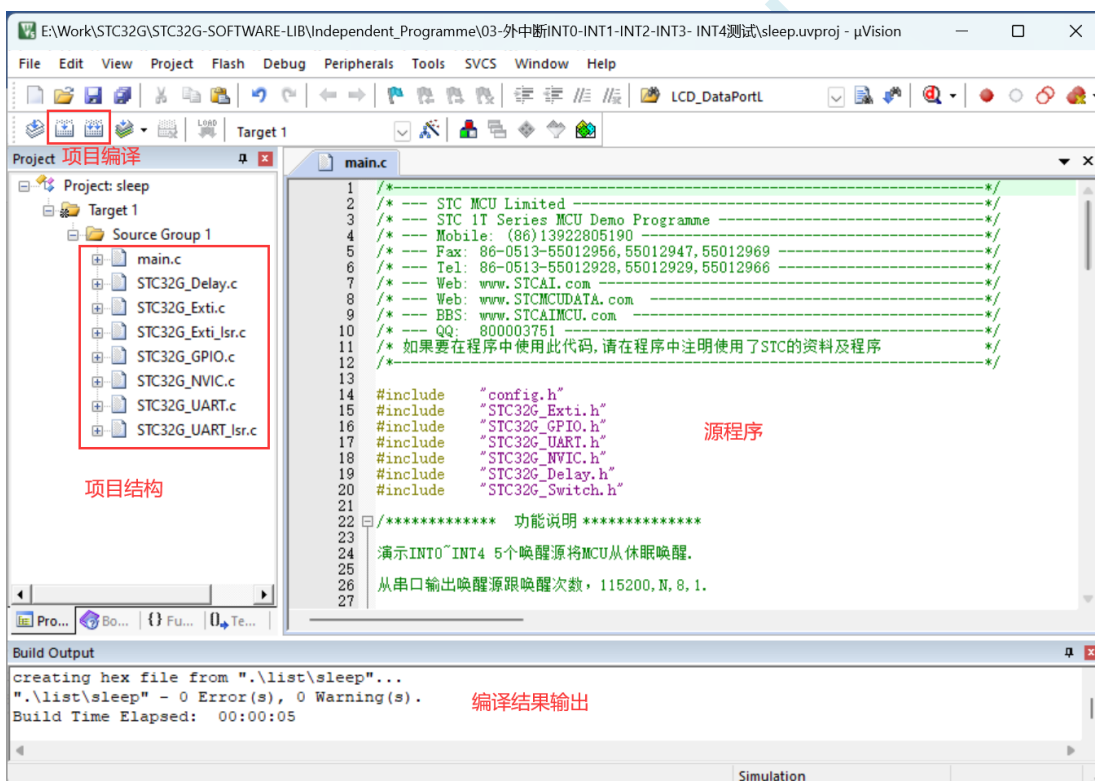 E:\Work\STC32G\STC32G-SOFTWARE-LIB\Independent_Programme\03-外中断INT0-INT1-INT2-INT3- INT4测试\sleep.uvproj - µVision
File Edit View Project Flash Debug Peripherals Tools SVCS Window Help
LCD_DataPortL
LOAD
Target 1
Project 项目编译
main.c
Project: sleep
Target 1
Source Group 1
main.c
STC32G_Delay.c
STC32G_Exti.c
STC32G_Exti_Isr.c
STC32G_GPIO.c
STC32G_NVIC.c
STC32G_UART.c
STC32G_UART_Isr.c
项目结构
1 /*---------------------------------------------------------------------*/
2 /* --- STC MCU Limited ------------------------------------------------*/
3 /* --- STC 1T Series MCU Demo Programme -------------------------------*/
4 /* --- Mobile: (86)13922805190 ----------------------------------------*/
5 /* --- Fax: 86-0513-55012956,55012947,55012969 ------------------------*/
6 /* --- Tel: 86-0513-55012928,55012929,55012966 ------------------------*/
7 /* --- Web: www.STCAI.com ---------------------------------------------*/
8 /* --- Web: www.STCMCUDATA.com ---------------------------------------*/
9 /* --- BBS: www.STCAIMCU.com -----------------------------------------*/
10 /* --- QQ: 800003751 -------------------------------------------------*/
11 /* 如果要在程序中使用此代码,请在程序中注明使用了STC的资料及程序 */
12 /*---------------------------------------------------------------------*/
13
14 #include "config.h"
15 #include "STC32G_Exti.h"
16 #include "STC32G_GPIO.h"
17 #include "STC32G_UART.h"
18 #include "STC32G_NVIC.h"
19 #include "STC32G_Delay.h"
20 #include "STC32G_Switch.h"
源程序
21
22 /************* 功能说明 **************
23
24 演示INT0~INT4 5个唤醒源将MCU从休眠唤醒.
25
26 从串口输出唤醒源跟唤醒次数，115200,N,8,1.
27
Pro... Bo... {} Fu... Te...
Build Output
creating hex file from ".\list\sleep"...
".\list\sleep" - 0 Error(s), 0 Warning(s).
Build Time Elapsed: 00:00:05
编译结果输出
Simulation